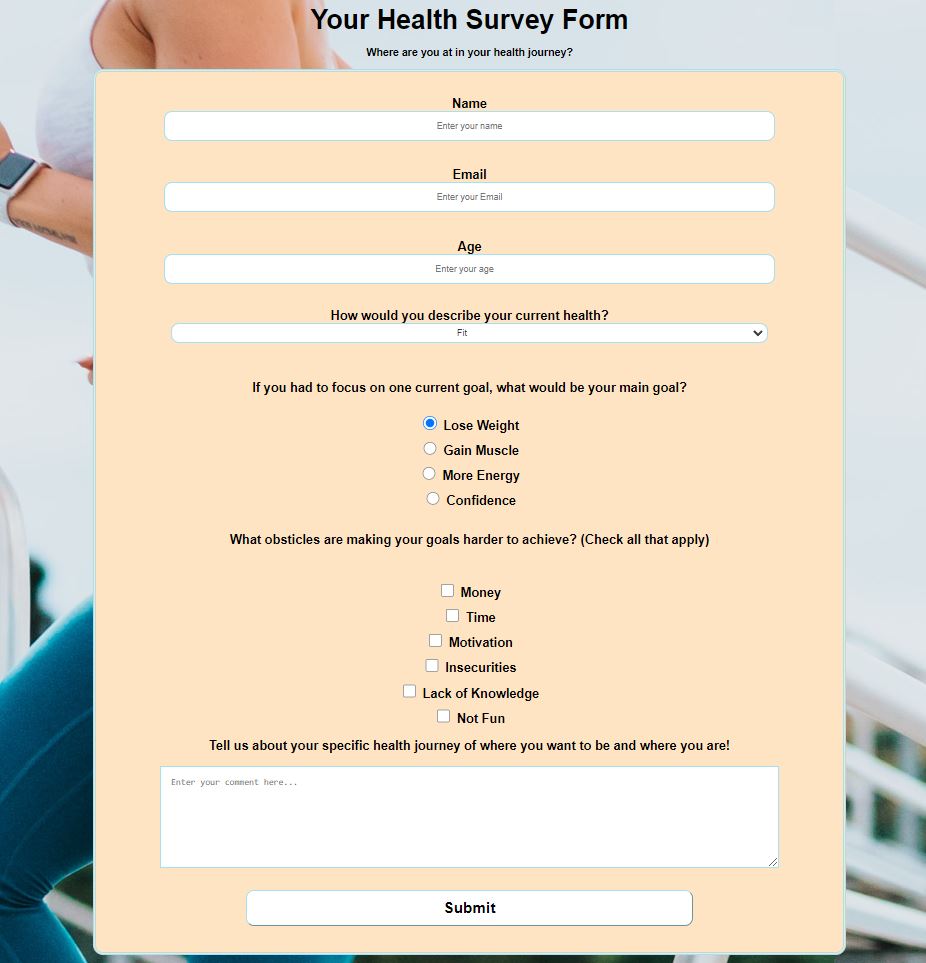 Your Health Survey Form
Where are you at in your health journey?
Name
Enter your name
Email
Enter your Email
Age
Enter your age
How would you describe your current health?
Fit
If you had to focus on one current goal, what would be your main goal?
Lose Weight
Gain Muscle
More Energy
Confidence
What obsticles are making your goals harder to achieve? (Check all that apply)
Money
Time
Motivation
Insecurities
Lack of Knowledge
Not Fun
Tell us about your specific health journey of where you want to be and where you are!
Enter your comment here...
Submit